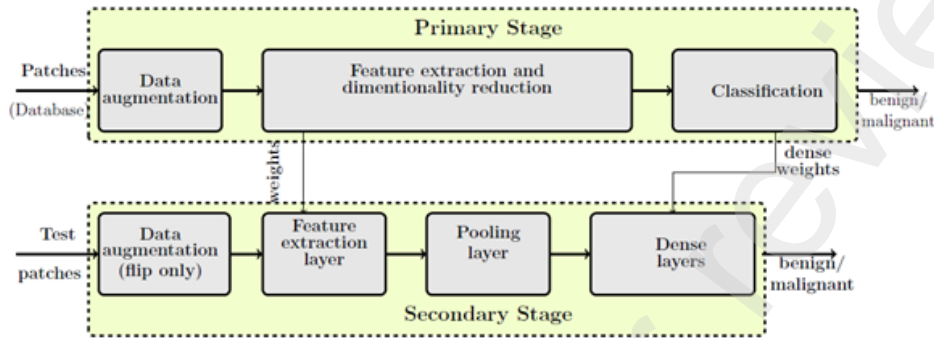 Primary Stage
Patches
(Database)
Data
augmentation
Feature extraction and
dimentionality reduction
Classification
benign/
malignant
weights
dense
weights
Test
patches
Data
augmentation
(flip only)
Feature
extraction
layer
Pooling
layer
Dense
layers
benign/
malignant
Secondary Stage